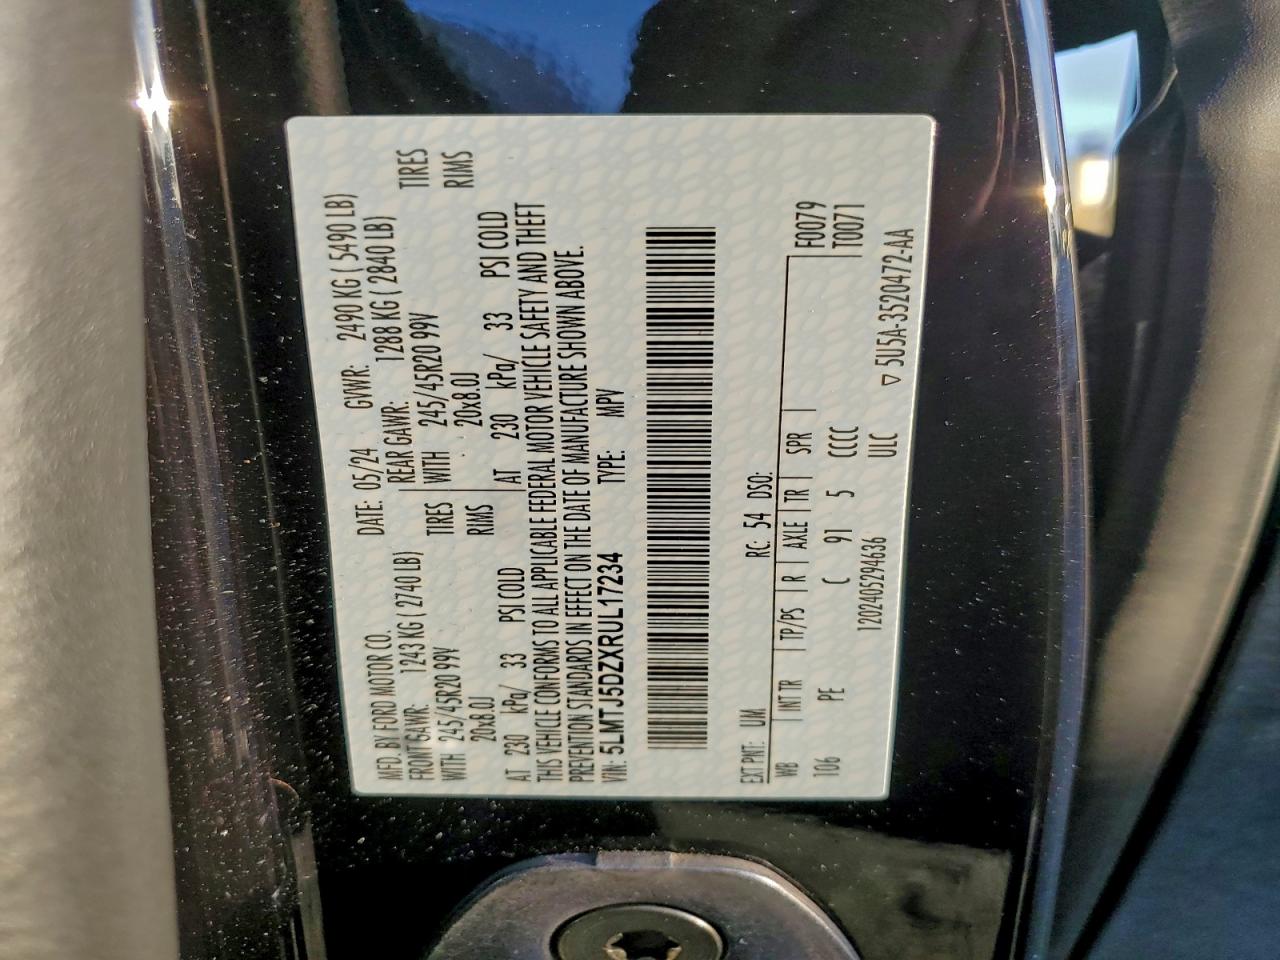 MFD. BY FORD MOTOR CO.
DATE: 05/24 GVWR: 2490 KG ( 5490 LB)
FRONT GAWR: 1243 KG ( 2740 LB) REAR GAWR: 1288 KG ( 2840 LB)
WITH 245/45R20 99V TIRES WITH 245/45R20 99V TIRES
20x8.0J RIMS 20x8.0J RIMS
AT 230 kPa/ 33 PSI COLD AT 230 kPa/ 33 PSI COLD
THIS VEHICLE CONFORMS TO ALL APPLICABLE FEDERAL MOTOR VEHICLE SAFETY AND THEFT
PREVENTION STANDARDS IN EFFECT ON THE DATE OF MANUFACTURE SHOWN ABOVE.
VIN: 5LMTJ5DZXRUL17234 TYPE: MPV
EXT PNT: UM RC: 54 DSO: F0079
WB INT TR TP/PS R AXLE TR SPR T0071
106 PE C 91 5 CCCC
120240529​4636 UIC ▽ 5U5A-3520472-AA